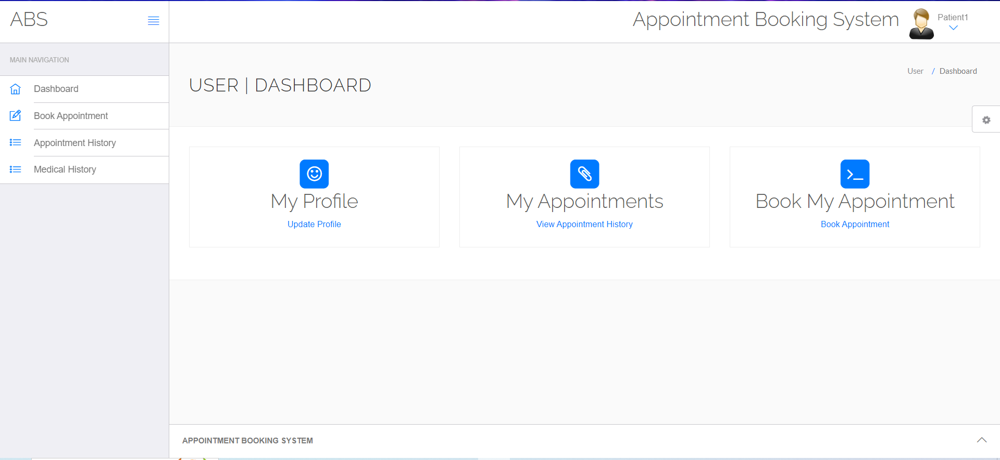 ABS
Appointment Booking System
Patient1
MAIN NAVIGATION
Dashboard
Book Appointment
Appointment History
Medical History
USER | DASHBOARD
User / Dashboard
My Profile
Update Profile
My Appointments
View Appointment History
Book My Appointment
Book Appointment
APPOINTMENT BOOKING SYSTEM